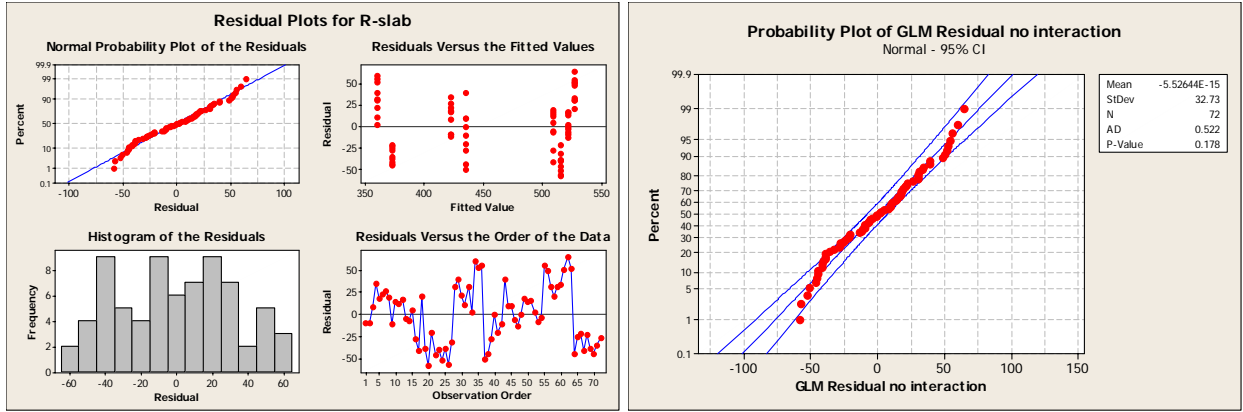 Residual Plots for R-slab
Normal Probability Plot of the Residuals
99.9
99
90
50
10
1
0.1
Percent
-100 -50 0 50 100
Residual
Residuals Versus the Fitted Values
50
25
0
-25
-50
Residual
350 400 450 500 550
Fitted Value
Histogram of the Residuals
8
6
4
2
0
Frequency
-60 -40 -20 0 20 40 60
Residual
Residuals Versus the Order of the Data
50
25
0
-25
-50
Residual
1 5 10 15 20 25 30 35 40 45 50 55 60 65 70
Observation Order
Probability Plot of GLM Residual no interaction
Normal - 95% CI
99.9
99
95
90
80
70
60
50
40
30
20
10
5
1
0.1
Percent
-100 -50 0 50 100 150
GLM Residual no interaction
Mean -5.52644E-15
StDev 32.73
N 72
AD 0.522
P-Value 0.178